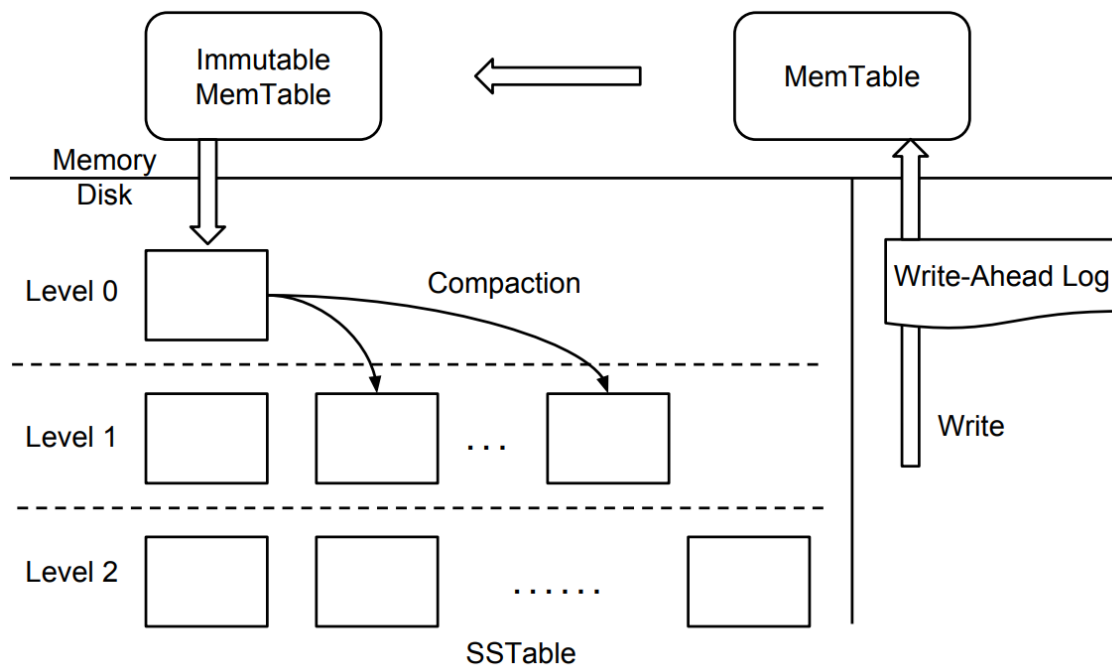 Immutable
MemTable
MemTable
Memory
Disk
Level 0
Compaction
Write-Ahead Log
Level 1
. . .
Write
Level 2
. . . . . .
SSTable